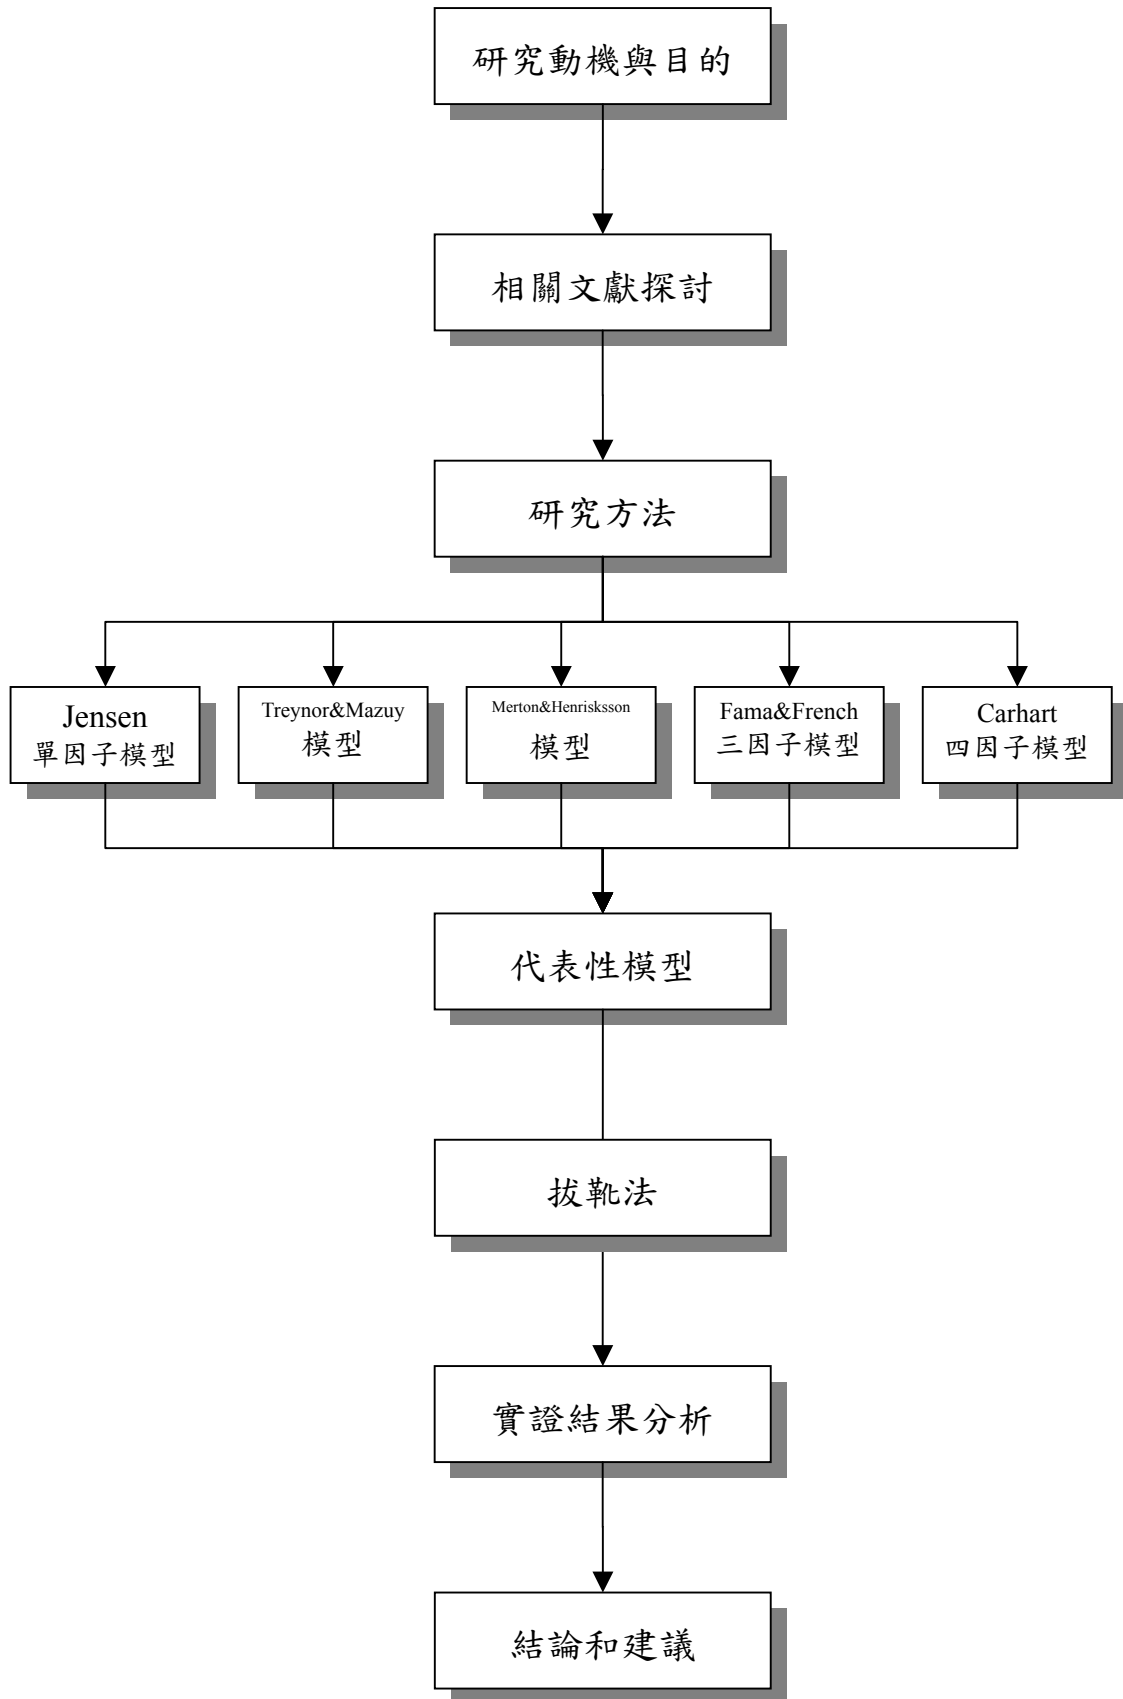 研究動機與目的
相關文獻探討
研究方法
Jensen
單因子模型
Treynor&Mazuy
模型
Merton&Henrisksson
模型
Fama&French
三因子模型
Carhart
四因子模型
代表性模型
拔靴法
實證結果分析
結論和建議